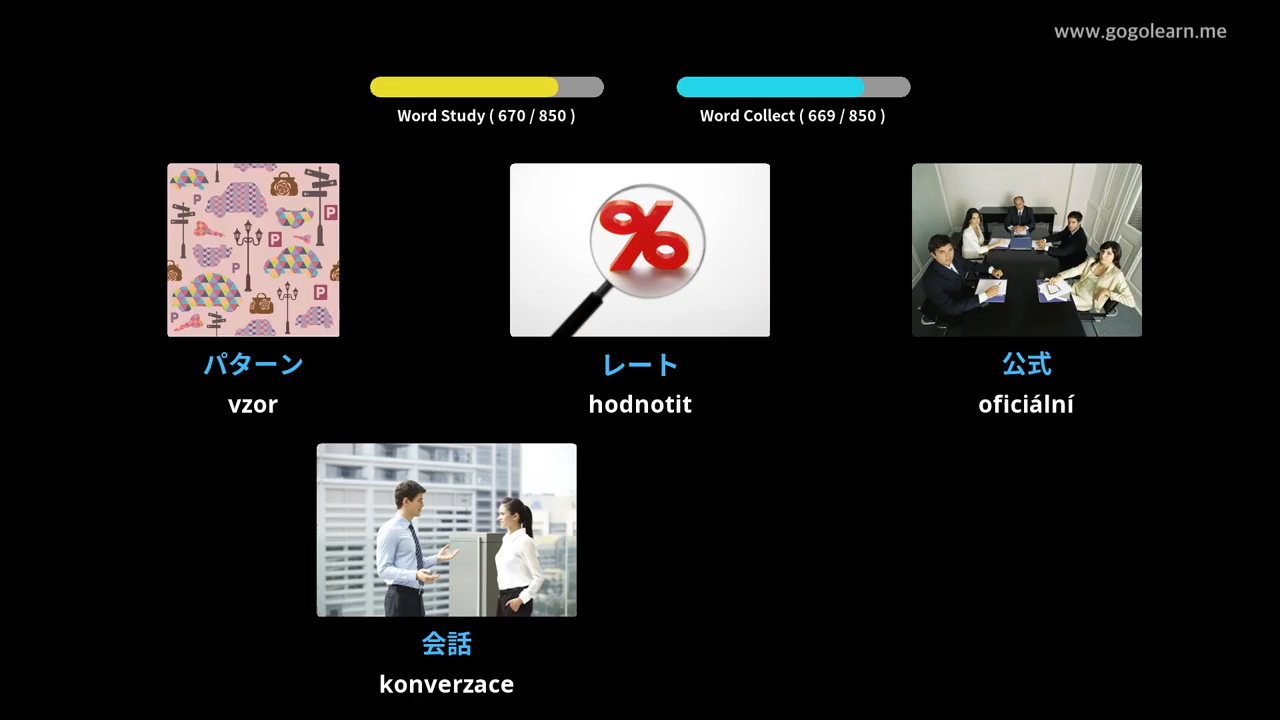 www.gogolearn.me
Word Study ( 670 / 850 )
Word Collect ( 669 / 850 )
パターン
vzor
レート
hodnotit
公式
oficiální
会話
konverzace